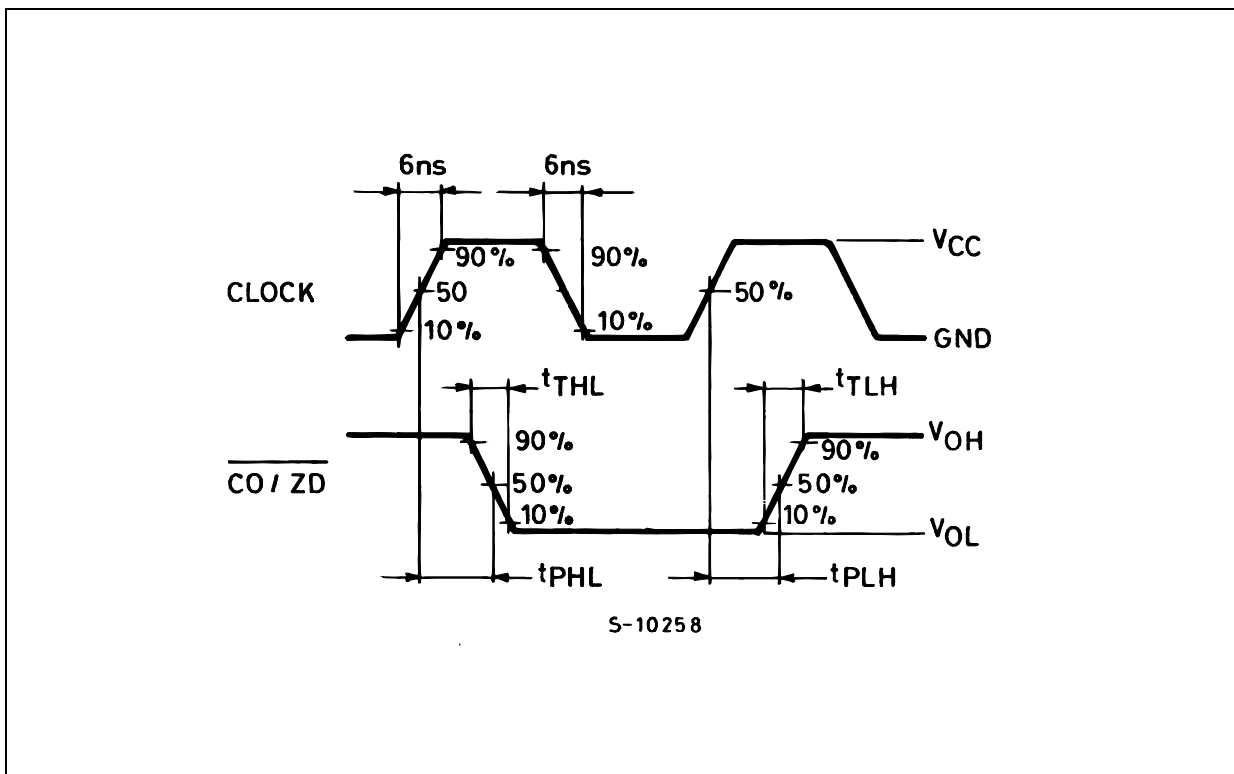 6ns 6ns
90% 90% VCC
CLOCK 50 50%
10% 10% GND
tTHL tTLH
90% VOH
90%
CO / ZD 50% 50%
10% 10%
VOL
tPHL tPLH
S-10258